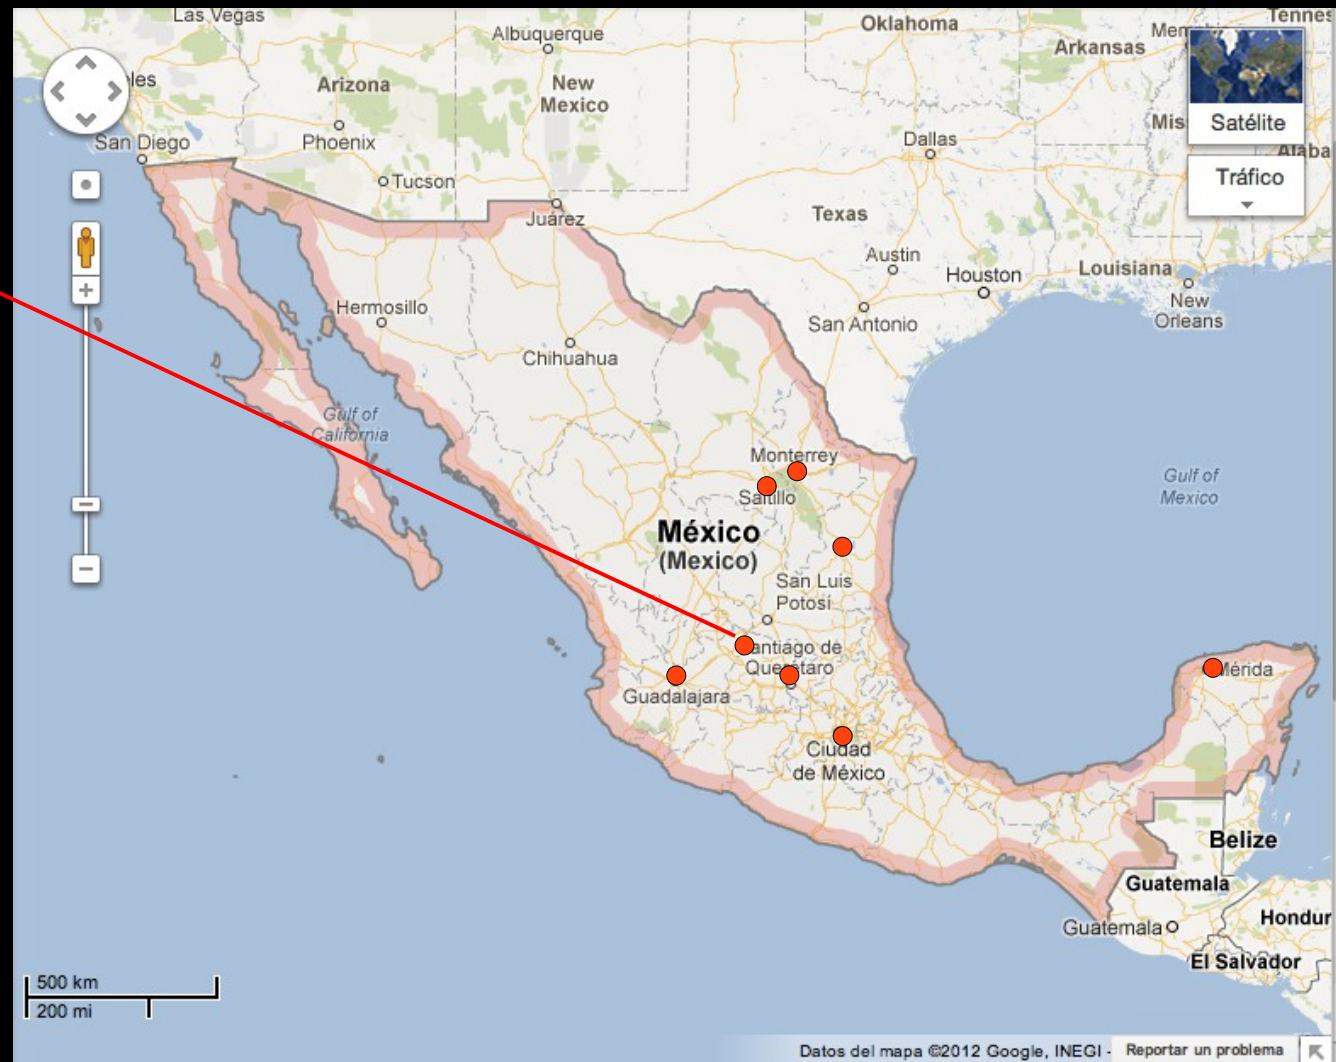 Las Vegas
Albuquerque
Oklahoma
Tennes
Arkansas
Arizona
New
Mexico
Satélite
San Diego
Phoenix
Dallas
Tucson
Tráfico
Juárez
Texas
Austin
Houston
Louisiana
New
Orleans
Hermosillo
San Antonio
Chihuahua
Gulf of
California
Monterrey
Saltillo
Gulf of
Mexico
México
(Mexico)
San Luis
Potosí
antiago de
Querétaro
Mérida
Guadalajara
Ciudad
de México
Belize
Guatemala
Guatemala
Hondur
El Salvador
500 km
200 mi
Datos del mapa ©2012 Google, INEGI -
Reportar un problema